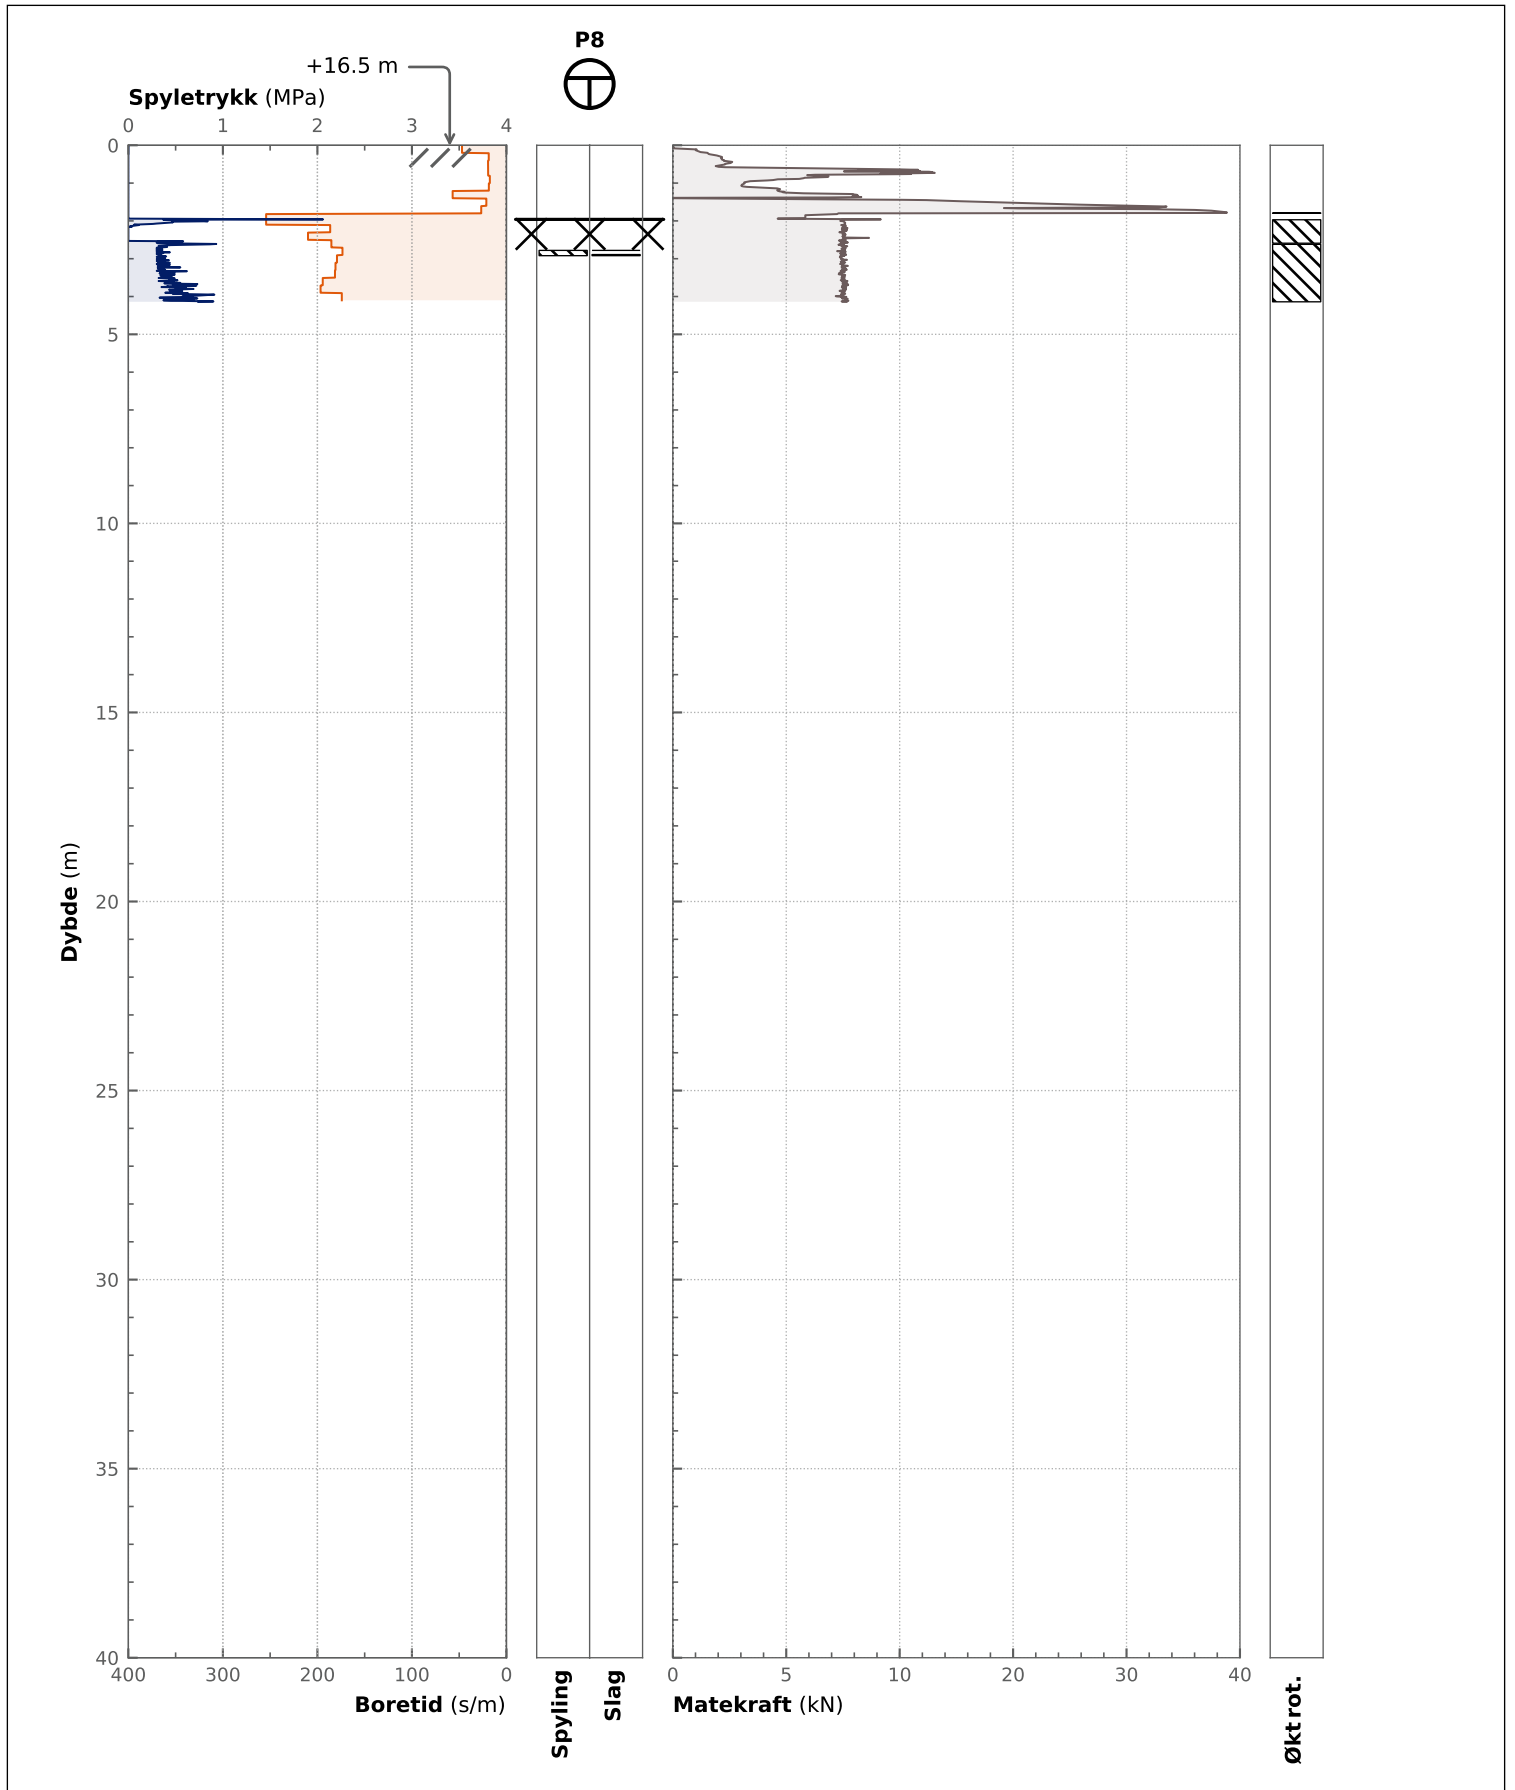 P8
+16.5 m
Spyletrykk (MPa)
0 1 2 3 4
0
5
10
15
20
25
30
35
40
Dybde (m)
400 300 200 100 0
0 5 10 20 30 40
Boretid (s/m)
Spyling
Slag
Matekraft (kN)
Økt rot.